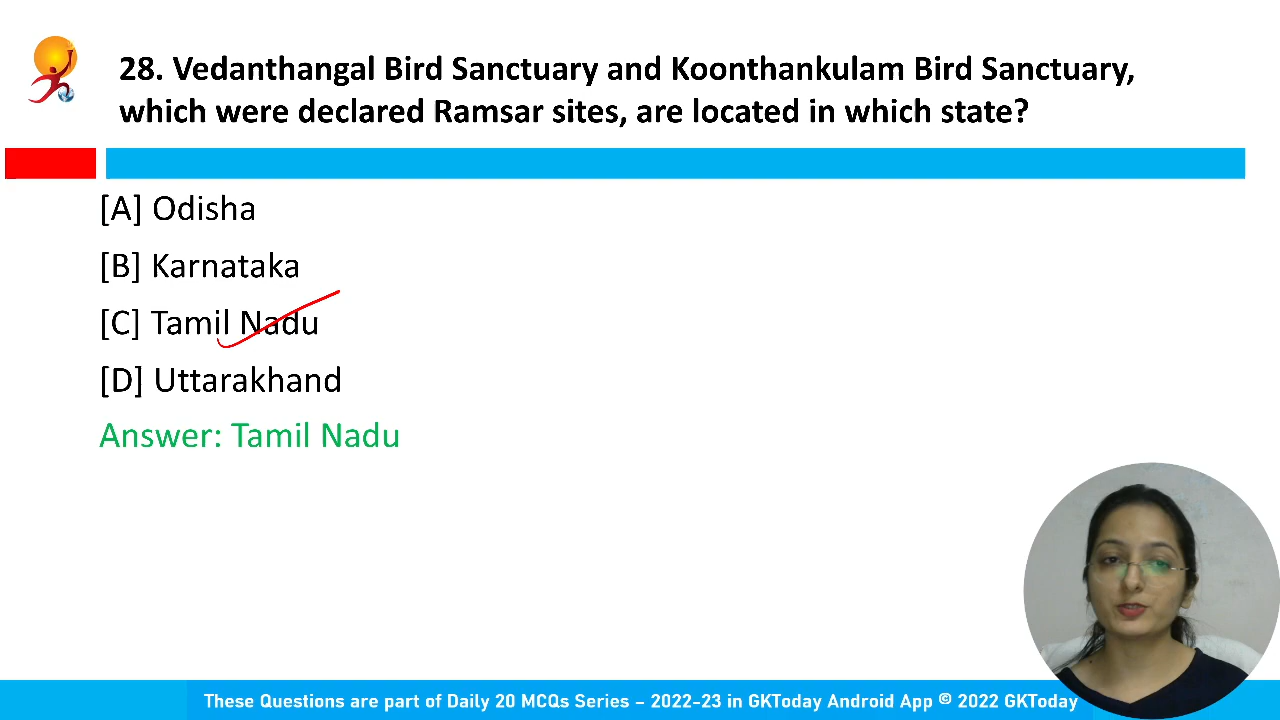 28. Vedanthangal Bird Sanctuary and Koonthankulam Bird Sanctuary,
which were declared Ramsar sites, are located in which state?
[A] Odisha
[B] Karnataka
[C] Tamil Nadu
[D] Uttarakhand
Answer: Tamil Nadu
These Questions are part of Daily 20 MCQs Series – 2022-23 in GKToday Android App © 2022 GKToday